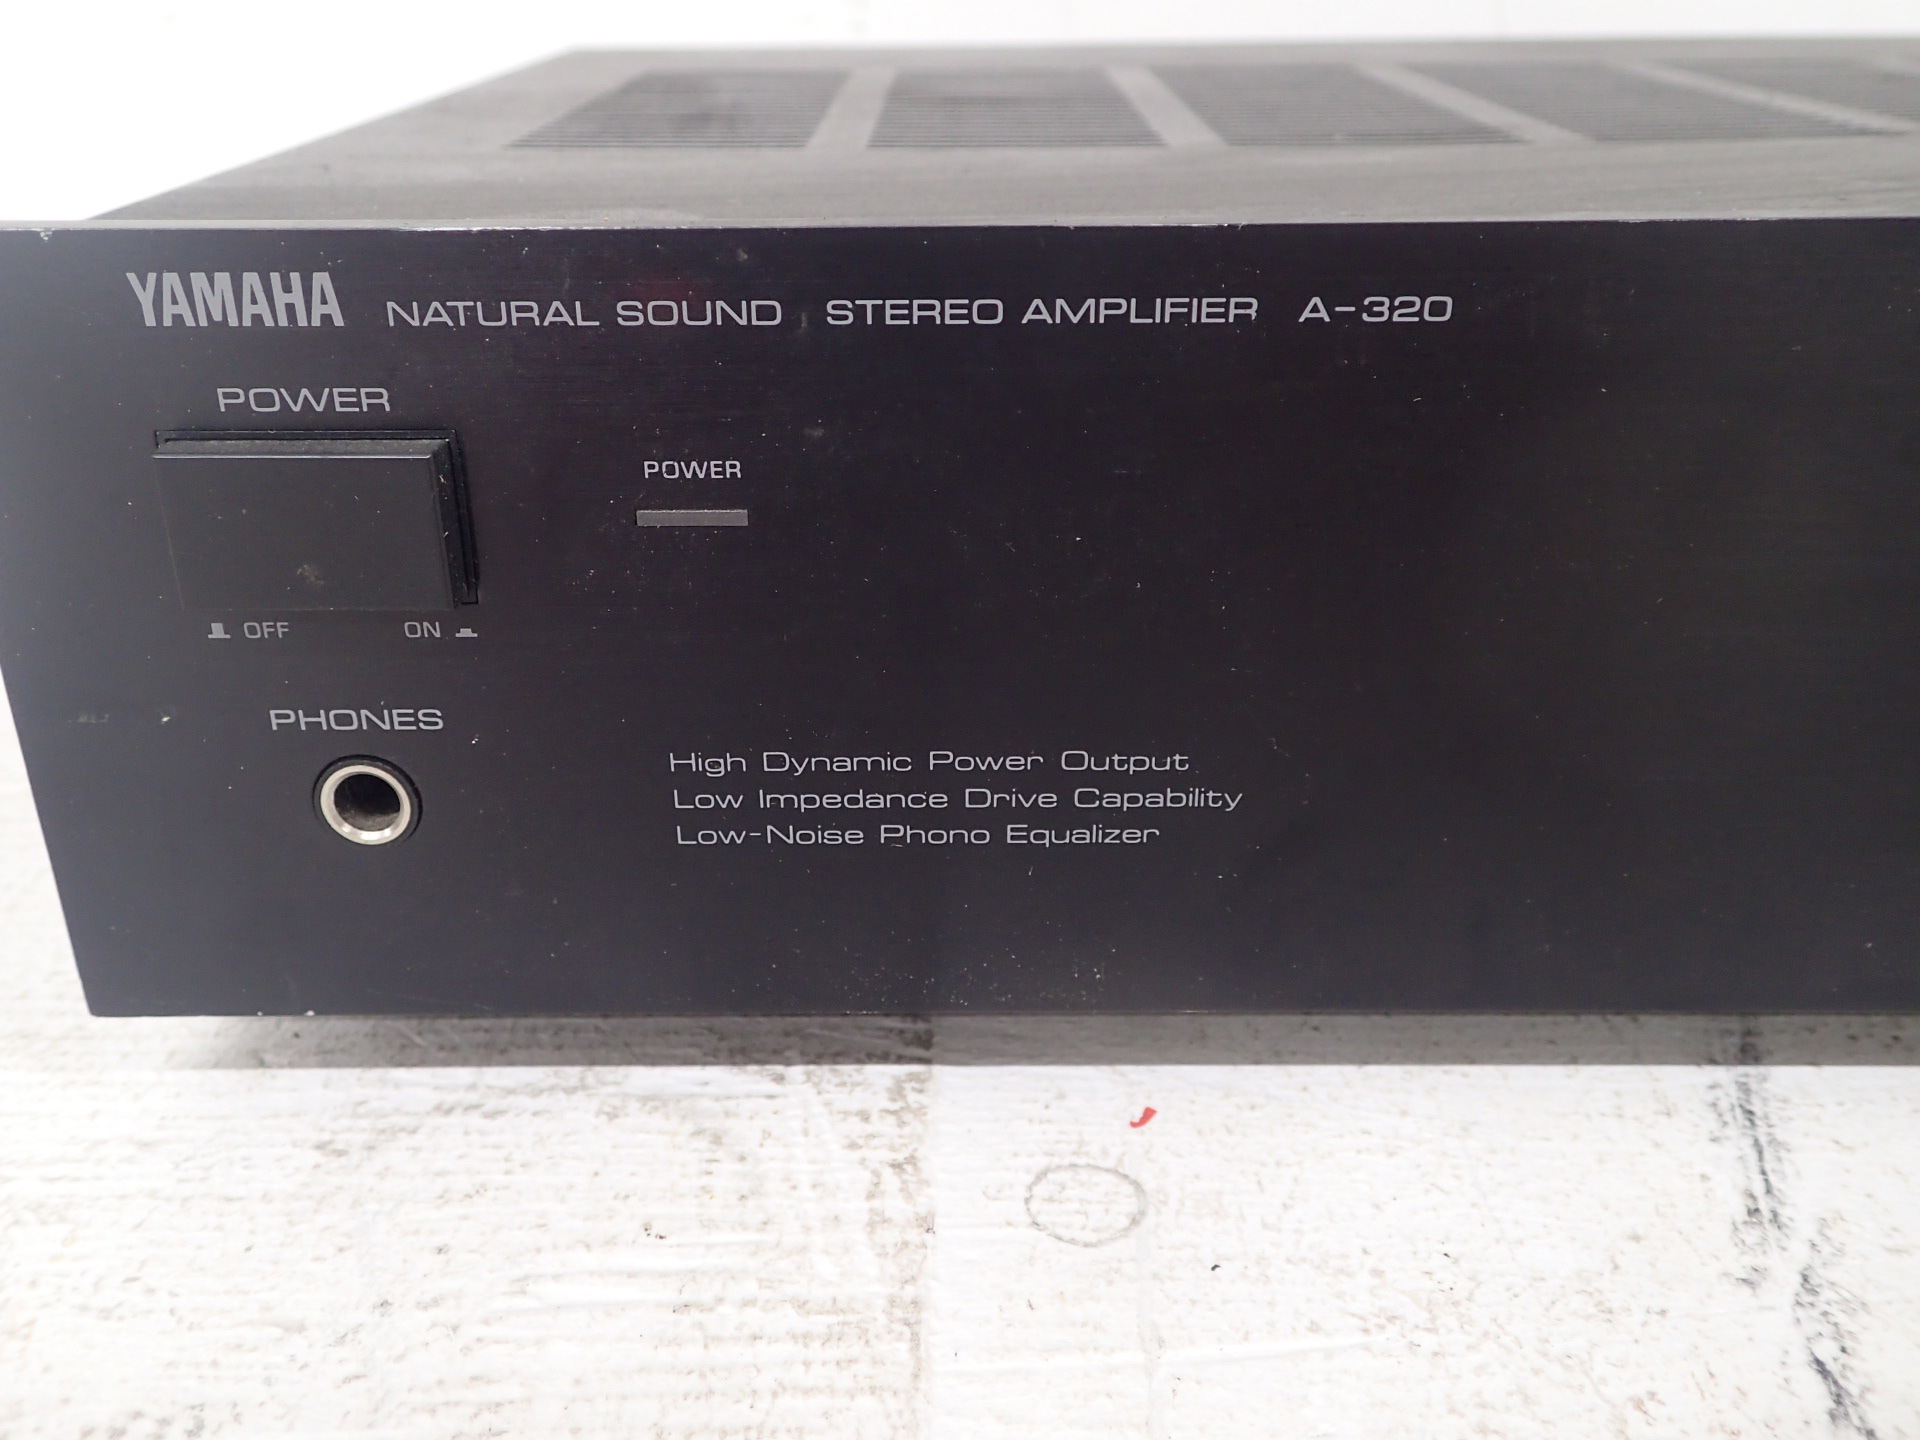 YAMAHA NATURAL SOUND STEREO AMPLIFIER A-320
POWER
POWER
OFF ON
PHONES
High Dynamic Power Output
Low Impedance Drive Capability
Low-Noise Phono Equalizer